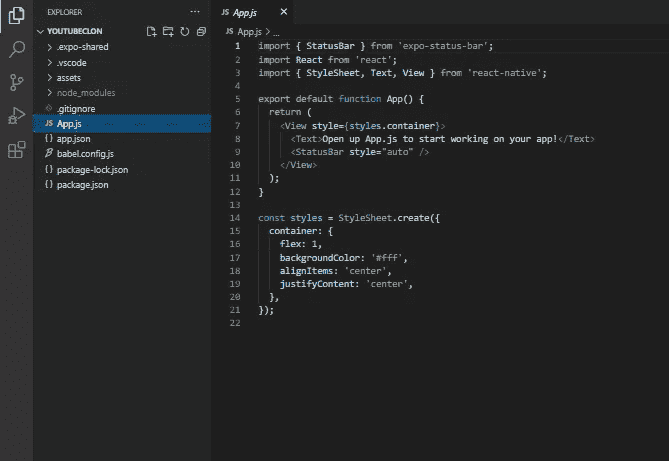 EXPLORER
···
YOUTUBECLON
.expo-shared
.vscode
assets
node_modules
.gitignore
JS App.js
{} app.json
babel.config.js
{} package-lock.json
{} package.json
JS App.js ×
JS App.js > ...
1 import { StatusBar } from 'expo-status-bar';
2 import React from 'react';
3 import { StyleSheet, Text, View } from 'react-native';
4
5 export default function App() {
6   return (
7     <View style={styles.container}>
8       <Text>Open up App.js to start working on your app!</Text>
9       <StatusBar style="auto" />
10     </View>
11   );
12 }
13
14 const styles = StyleSheet.create({
15   container: {
16     flex: 1,
17     backgroundColor: '#fff',
18     alignItems: 'center',
19     justifyContent: 'center',
20   },
21 });
22